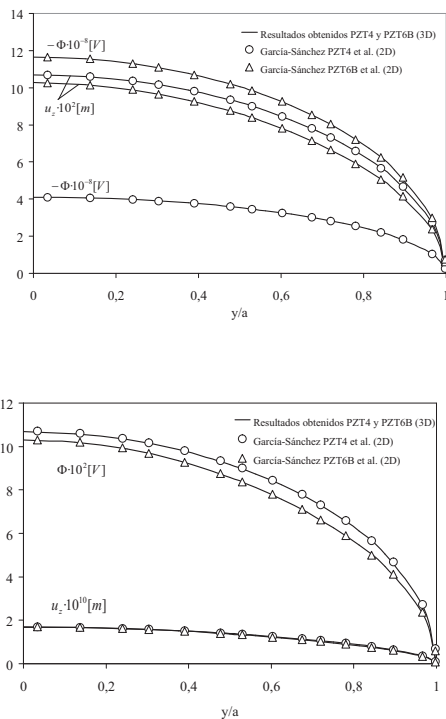 14
12
10
8
6
4
2
0
−Φ·10⁻⁸[V]
u_z·10²[m]
−Φ·10⁻⁸[V]
Resultados obtenidos PZT4 y PZT6B (3D)
García-Sánchez PZT4 et al. (2D)
García-Sánchez PZT6B et al. (2D)
0 0,2 0,4 0,6 0,8 1
y/a
12
10
8
6
4
2
0
Φ·10²[V]
u_z·10¹⁰[m]
Resultados obtenidos PZT4 y PZT6B (3D)
García-Sánchez PZT4 et al. (2D)
García-Sánchez PZT6B et al. (2D)
0 0,2 0,4 0,6 0,8 1
y/a